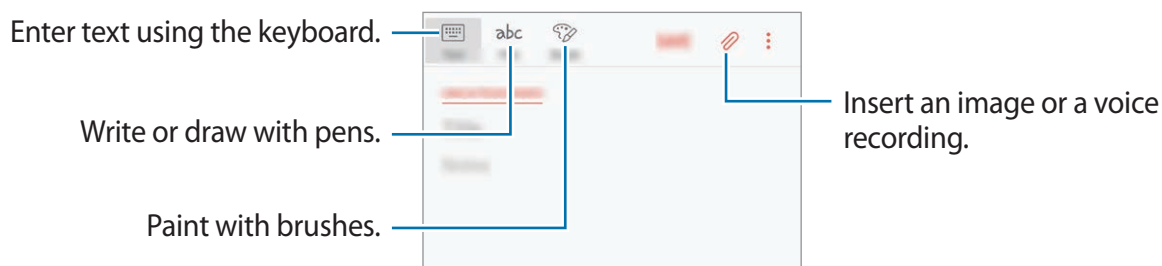 Enter text using the keyboard.
abc
Write or draw with pens.
Insert an image or a voice
recording.
Paint with brushes.